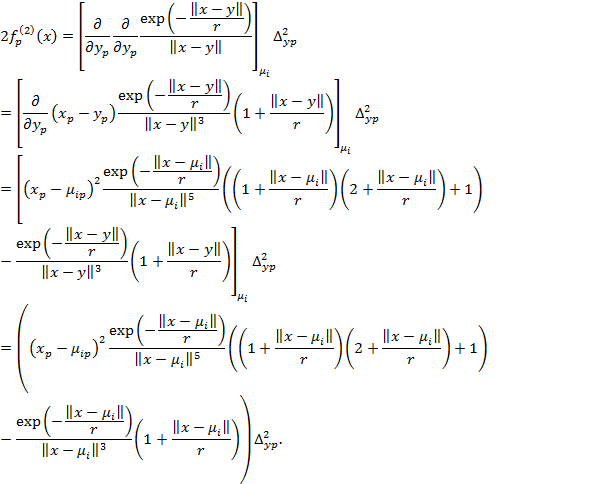 2f_p^{(2)}(x) = [ ∂/∂y_p ∂/∂y_p exp(−‖x − y‖/r)/‖x − y‖ ]_{μ_i} Δ_{yp}^2
= [ ∂/∂y_p (x_p − y_p) exp(−‖x − y‖/r)/‖x − y‖^3 (1 + ‖x − y‖/r) ]_{μ_i} Δ_{yp}^2
= [ (x_p − μ_{ip})^2 exp(−‖x − μ_i‖/r)/‖x − μ_i‖^5 ((1 + ‖x − μ_i‖/r)(2 + ‖x − μ_i‖/r) + 1)
− exp(−‖x − y‖/r)/‖x − y‖^3 (1 + ‖x − y‖/r) ]_{μ_i} Δ_{yp}^2
= ( (x_p − μ_{ip})^2 exp(−‖x − μ_i‖/r)/‖x − μ_i‖^5 ((1 + ‖x − μ_i‖/r)(2 + ‖x − μ_i‖/r) + 1)
− exp(−‖x − μ_i‖/r)/‖x − μ_i‖^3 (1 + ‖x − μ_i‖/r) ) Δ_{yp}^2.